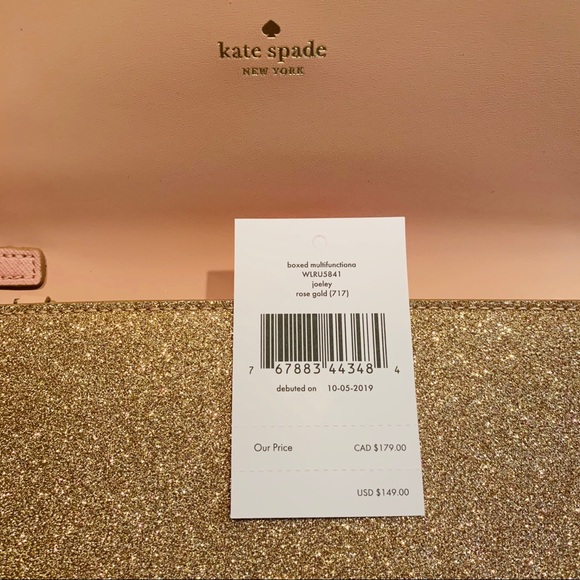 kate spade
NEW YORK
boxed multifunctiona
WLRU5841
joeley
rose gold (717)
7 67883 44348 4
debuted on 10-05-2019
Our Price CAD $179.00
USD $149.00